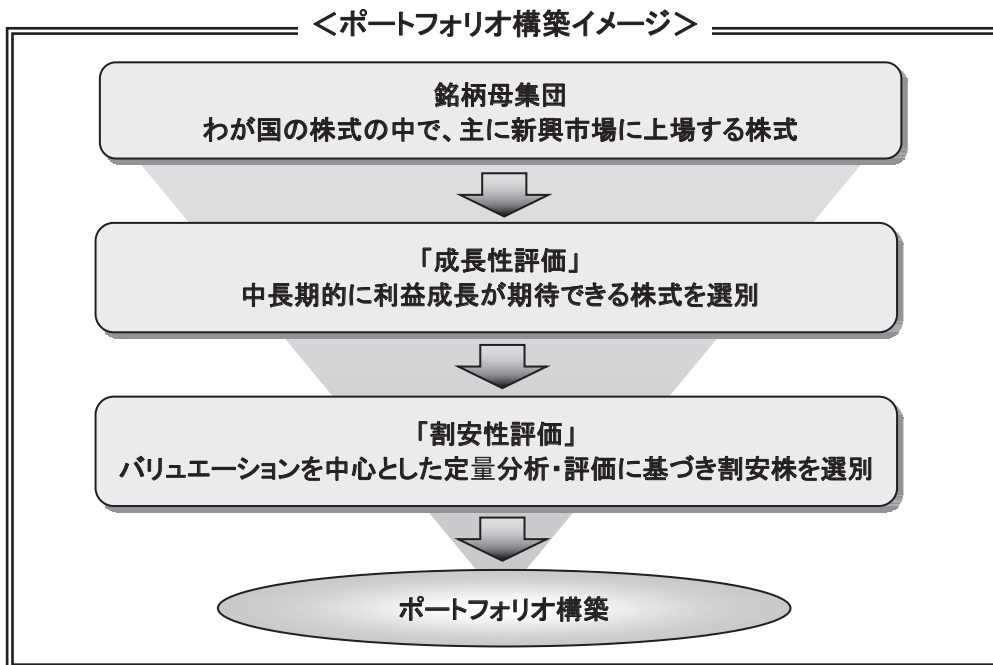 ＜ポートフォリオ構築イメージ＞
銘柄母集団
わが国の株式の中で、主に新興市場に上場する株式
「成長性評価」
中長期的に利益成長が期待できる株式を選別
「割安性評価」
バリュエーションを中心とした定量分析・評価に基づき割安株を選別
ポートフォリオ構築